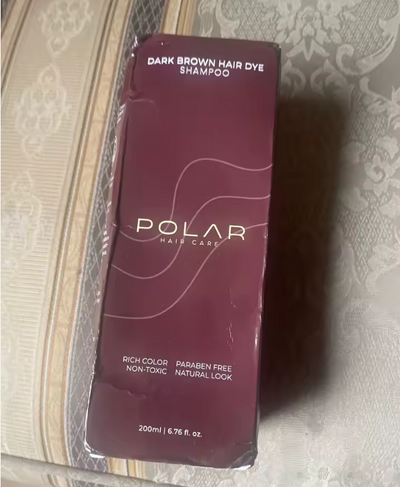 DARK BROWN HAIR DYE
SHAMPOO
POLAR
HAIR CARE
RICH COLOR PARABEN FREE
NON-TOXIC NATURAL LOOK
200ml | 6.76 fl. oz.